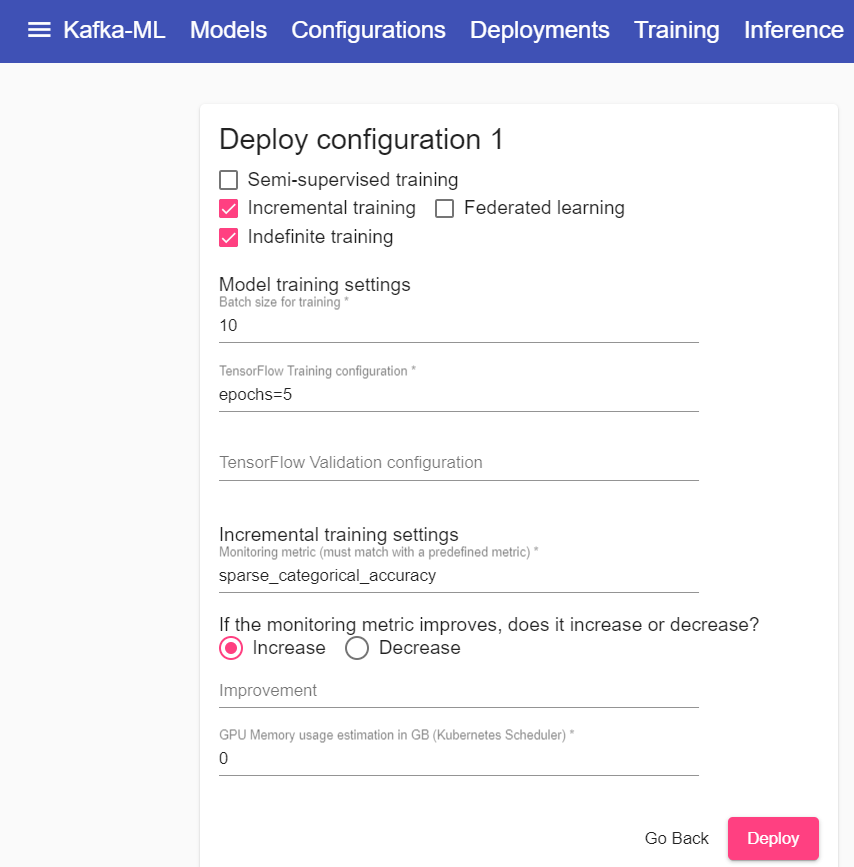 Kafka-ML Models Configurations Deployments Training Inference
Deploy configuration 1
Semi-supervised training
Incremental training Federated learning
Indefinite training
Model training settings
Batch size for training *
10
TensorFlow Training configuration *
epochs=5
TensorFlow Validation configuration
Incremental training settings
Monitoring metric (must match with a predefined metric) *
sparse_categorical_accuracy
If the monitoring metric improves, does it increase or decrease?
Increase Decrease
Improvement
GPU Memory usage estimation in GB (Kubernetes Scheduler) *
0
Go Back Deploy